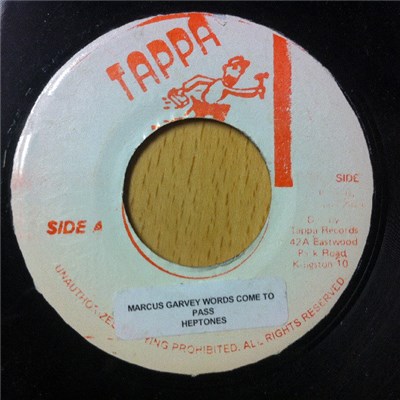 TAPPA
SIDE
SIDE A
Tappa Records
42A Eastwood
Park Road,
Kingston 10
MARCUS GARVEY WORDS COME TO
PASS
HEPTONES
UNAUTHORIZED YING PROHIBITED. ALL RIGHTS RESERVED.